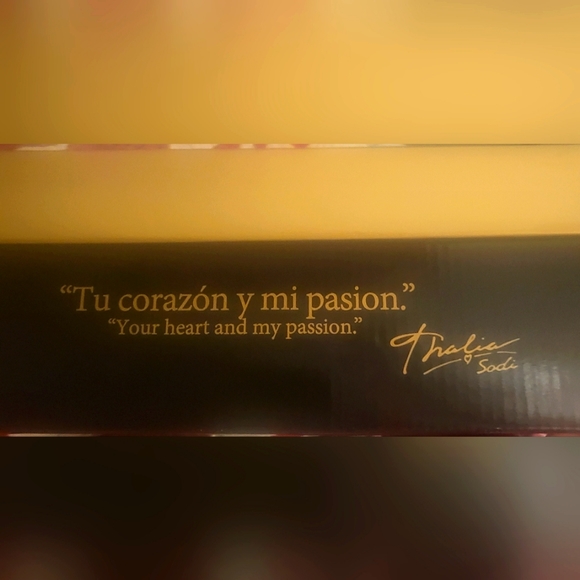 “Tu corazón y mi pasion.”
“Your heart and my passion.”
Thalia
Sodi